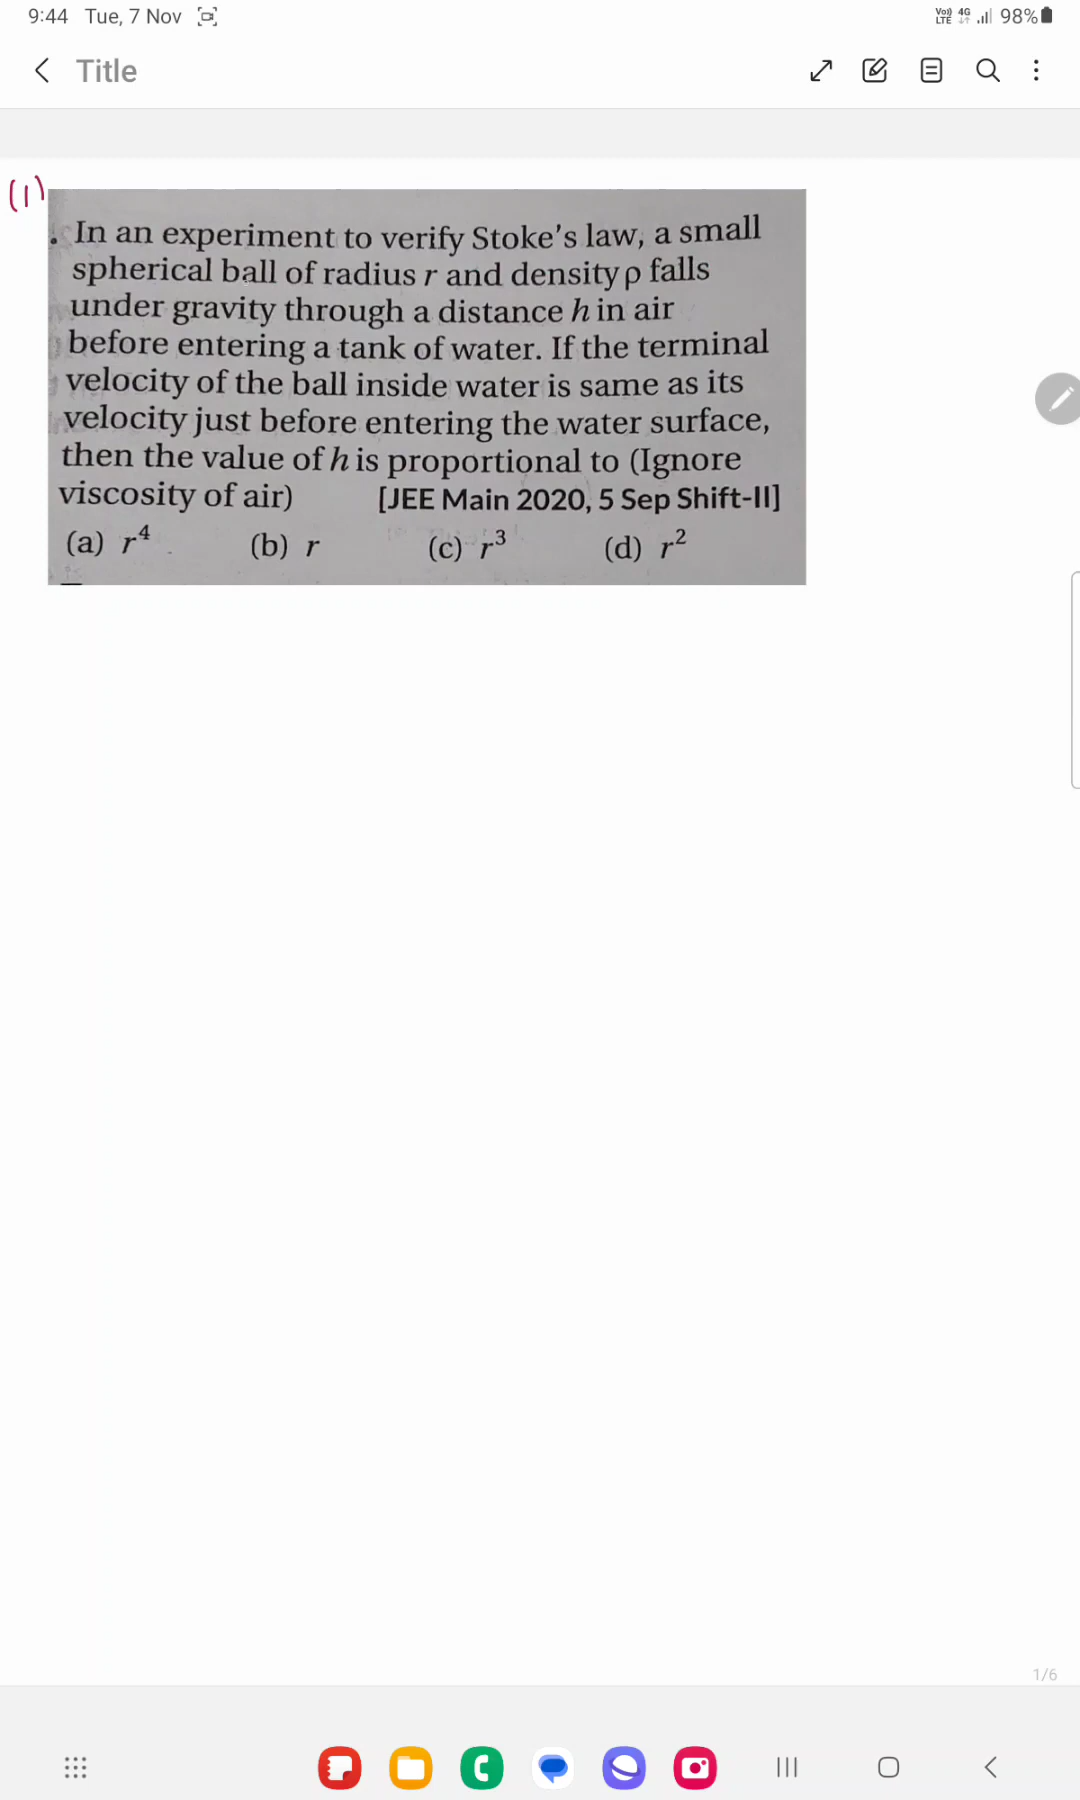 9:44 Tue, 7 Nov
Vo)) LTE 4G 98%
Title
(1)
. In an experiment to verify Stoke's law, a small
spherical ball of radius r and density ρ falls
under gravity through a distance h in air
before entering a tank of water. If the terminal
velocity of the ball inside water is same as its
velocity just before entering the water surface,
then the value of h is proportional to (Ignore
viscosity of air) [JEE Main 2020, 5 Sep Shift-II]
(a) r⁴ (b) r (c) r³ (d) r²
1/6